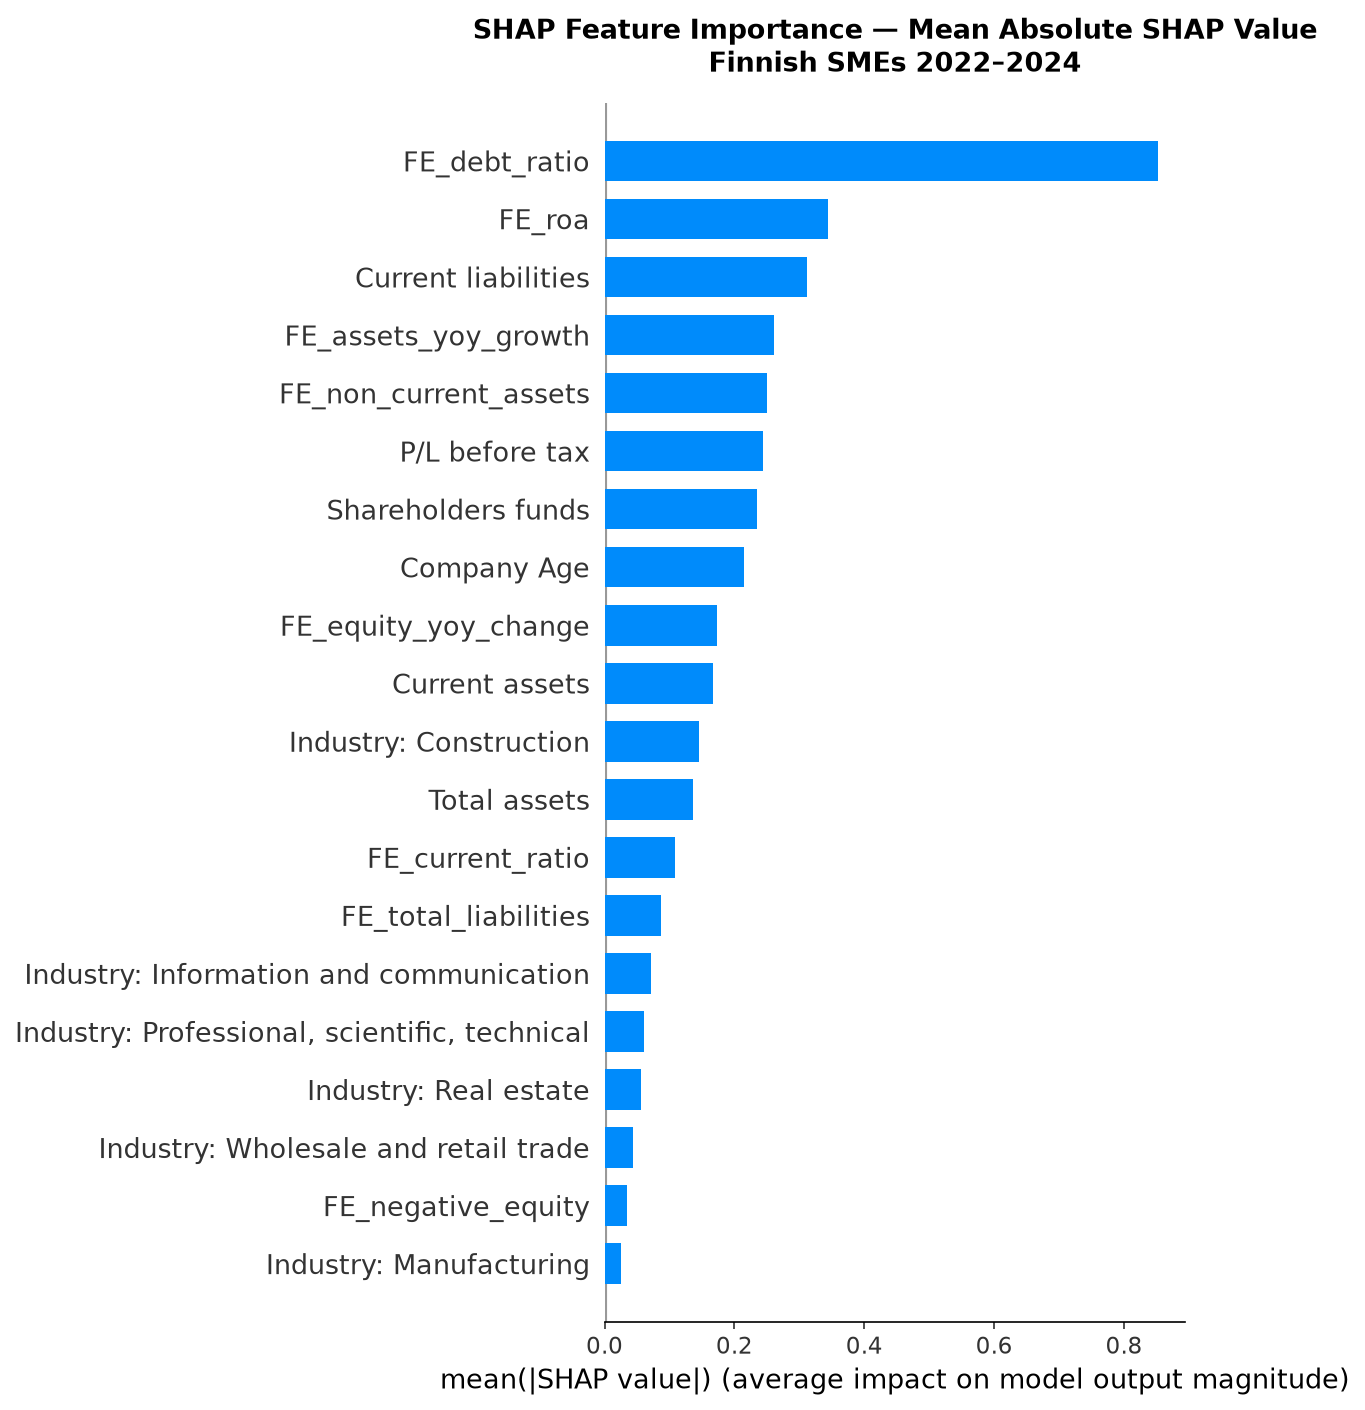 SHAP Feature Importance — Mean Absolute SHAP Value
Finnish SMEs 2022–2024
FE_debt_ratio
FE_roa
Current liabilities
FE_assets_yoy_growth
FE_non_current_assets
P/L before tax
Shareholders funds
Company Age
FE_equity_yoy_change
Current assets
Industry: Construction
Total assets
FE_current_ratio
FE_total_liabilities
Industry: Information and communication
Industry: Professional, scientific, technical
Industry: Real estate
Industry: Wholesale and retail trade
FE_negative_equity
Industry: Manufacturing
0.0 0.2 0.4 0.6 0.8
mean(|SHAP value|) (average impact on model output magnitude)